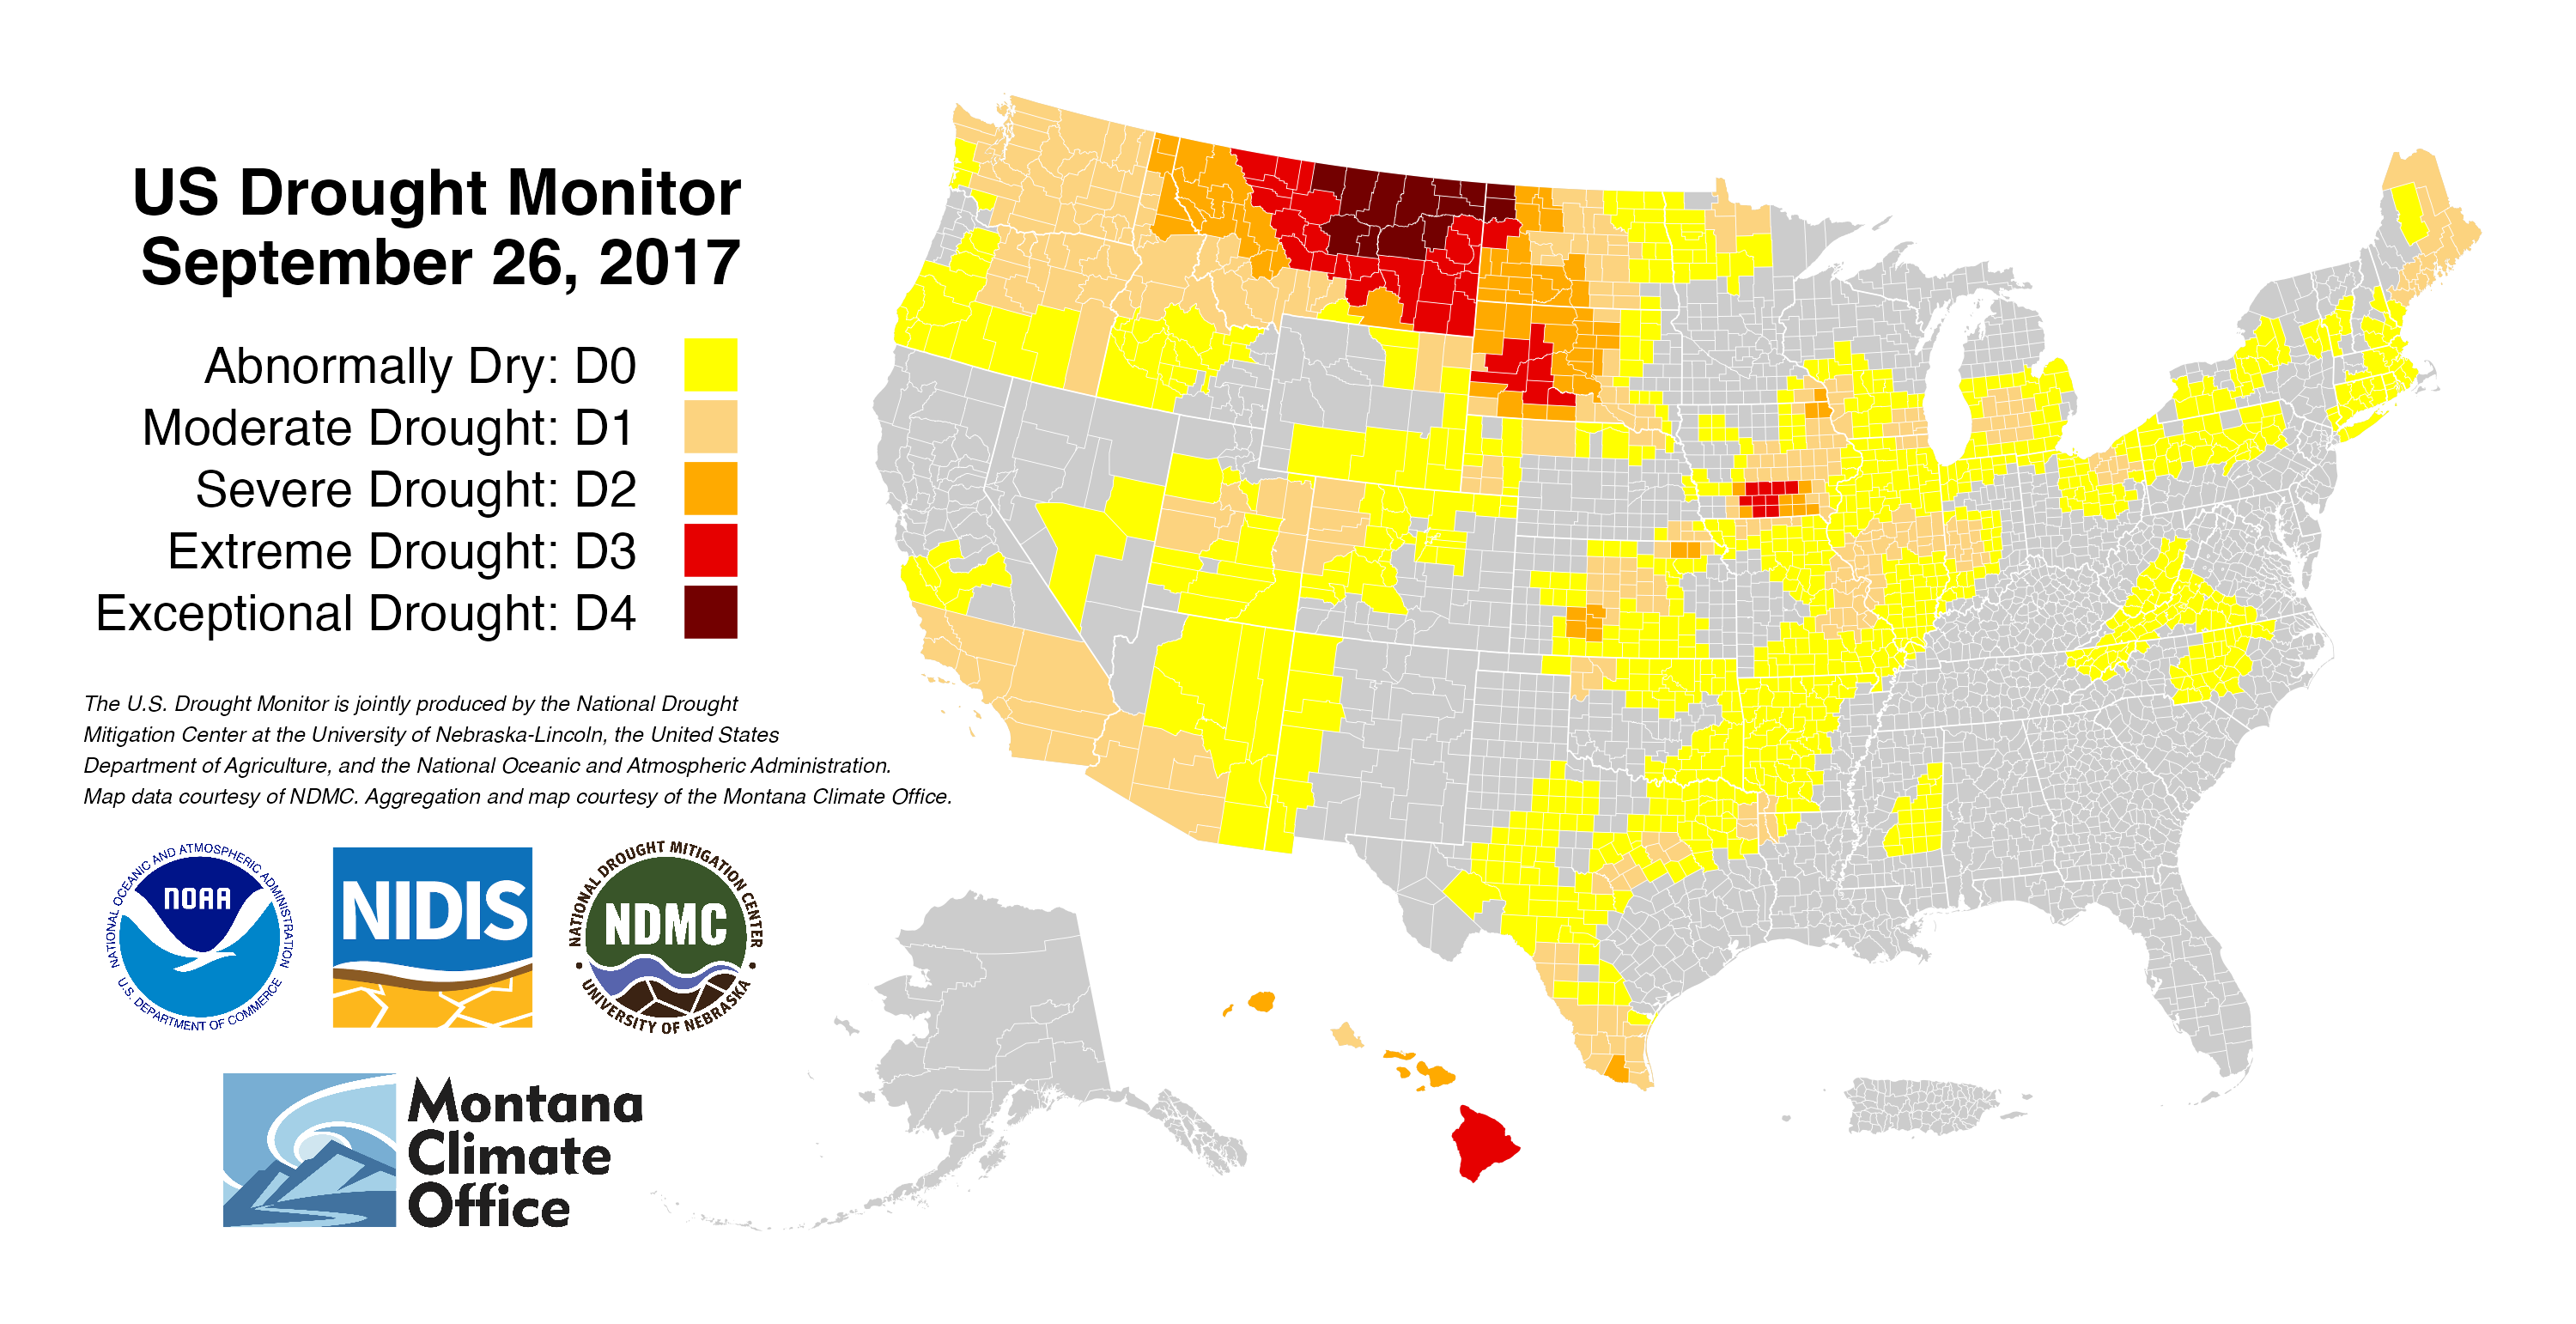 US Drought Monitor
September 26, 2017
Abnormally Dry: D0
Moderate Drought: D1
Severe Drought: D2
Extreme Drought: D3
Exceptional Drought: D4
The U.S. Drought Monitor is jointly produced by the National Drought
Mitigation Center at the University of Nebraska-Lincoln, the United States
Department of Agriculture, and the National Oceanic and Atmospheric Administration.
Map data courtesy of NDMC. Aggregation and map courtesy of the Montana Climate Office.
NATIONAL OCEANIC AND ATMOSPHERIC ADMINISTRATION
NOAA
U.S. DEPARTMENT OF COMMERCE
NIDIS
NATIONAL DROUGHT MITIGATION CENTER
NDMC
UNIVERSITY OF NEBRASKA
Montana
Climate
Office